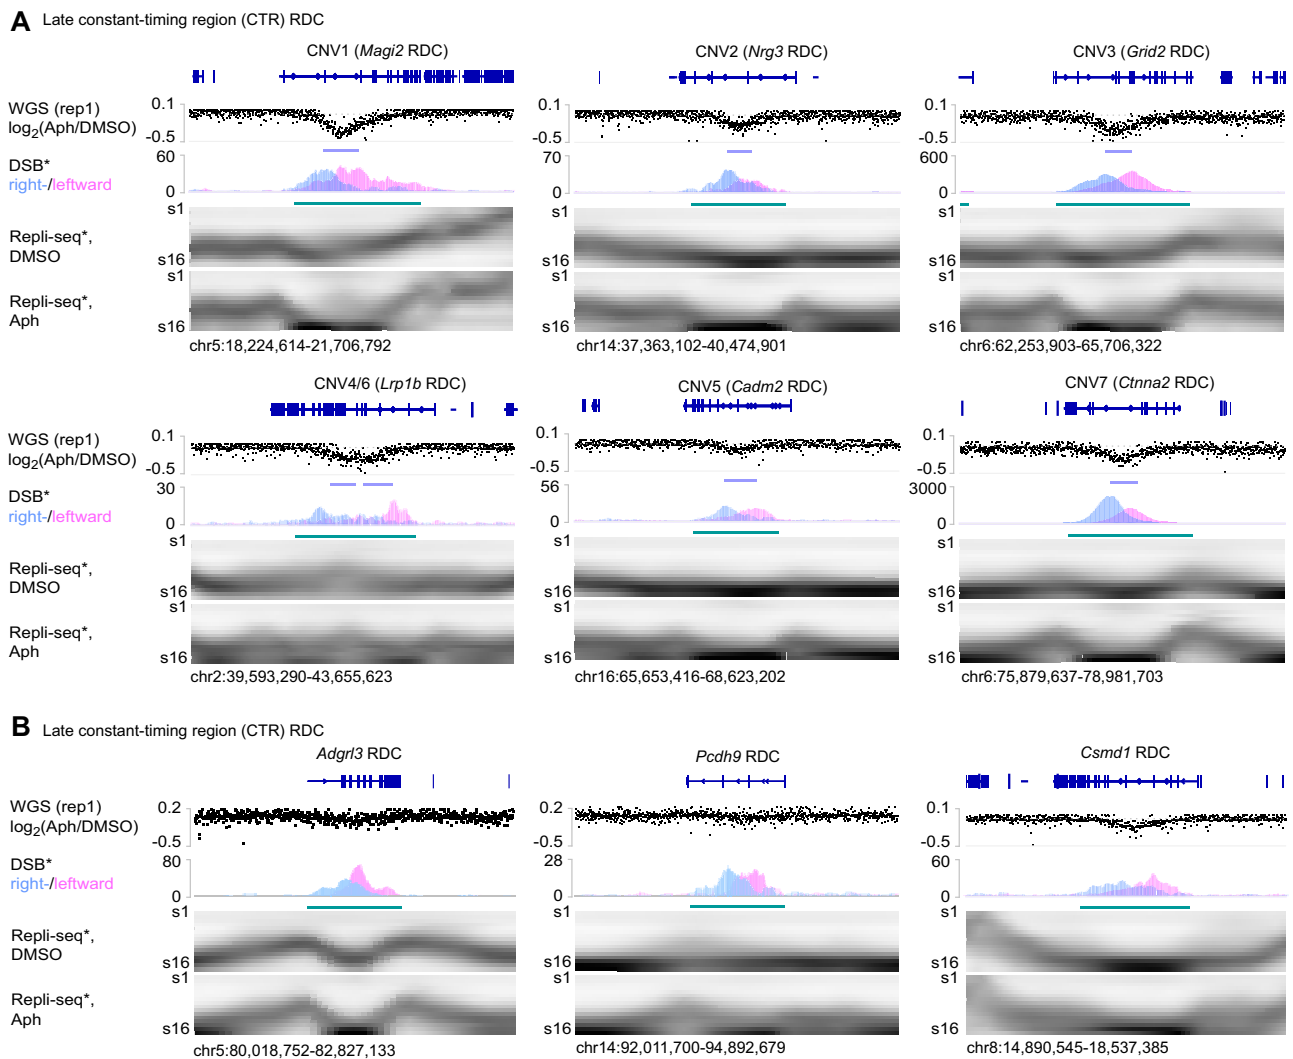 A Late constant-timing region (CTR) RDC
CNV1 (Magi2 RDC)
CNV2 (Nrg3 RDC)
CNV3 (Grid2 RDC)
WGS (rep1)
log2(Aph/DMSO)
0.1
-0.5
0.1
-0.5
0.1
-0.5
DSB*
right-/leftward
60
0
70
0
600
0
Repli-seq*,
DMSO
s1
s16
s1
s16
s1
s16
Repli-seq*,
Aph
s1
s16
s1
s16
s1
s16
chr5:18,224,614-21,706,792
chr14:37,363,102-40,474,901
chr6:62,253,903-65,706,322
CNV4/6 (Lrp1b RDC)
CNV5 (Cadm2 RDC)
CNV7 (Ctnna2 RDC)
WGS (rep1)
log2(Aph/DMSO)
0.1
-0.5
0.1
-0.5
0.1
-0.5
DSB*
right-/leftward
30
0
56
0
3000
0
Repli-seq*,
DMSO
s1
s16
s1
s16
s1
s16
Repli-seq*,
Aph
s1
s16
s1
s16
s1
s16
chr2:39,593,290-43,655,623
chr16:65,653,416-68,623,202
chr6:75,879,637-78,981,703
B Late constant-timing region (CTR) RDC
Adgrl3 RDC
Pcdh9 RDC
Csmd1 RDC
WGS (rep1)
log2(Aph/DMSO)
0.2
-0.5
0.2
-0.5
0.1
-0.5
DSB*
right-/leftward
80
0
28
0
60
0
Repli-seq*,
DMSO
s1
s16
s1
s16
s1
s16
Repli-seq*,
Aph
s1
s16
s1
s16
s1
s16
chr5:80,018,752-82,827,133
chr14:92,011,700-94,892,679
chr8:14,890,545-18,537,385